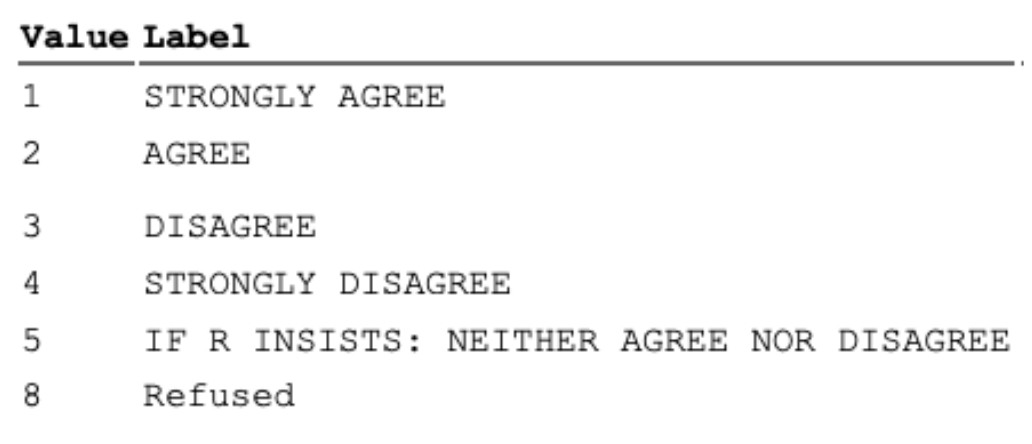 Value Label
1 STRONGLY AGREE
2 AGREE
3 DISAGREE
4 STRONGLY DISAGREE
5 IF R INSISTS: NEITHER AGREE NOR DISAGREE
8 Refused